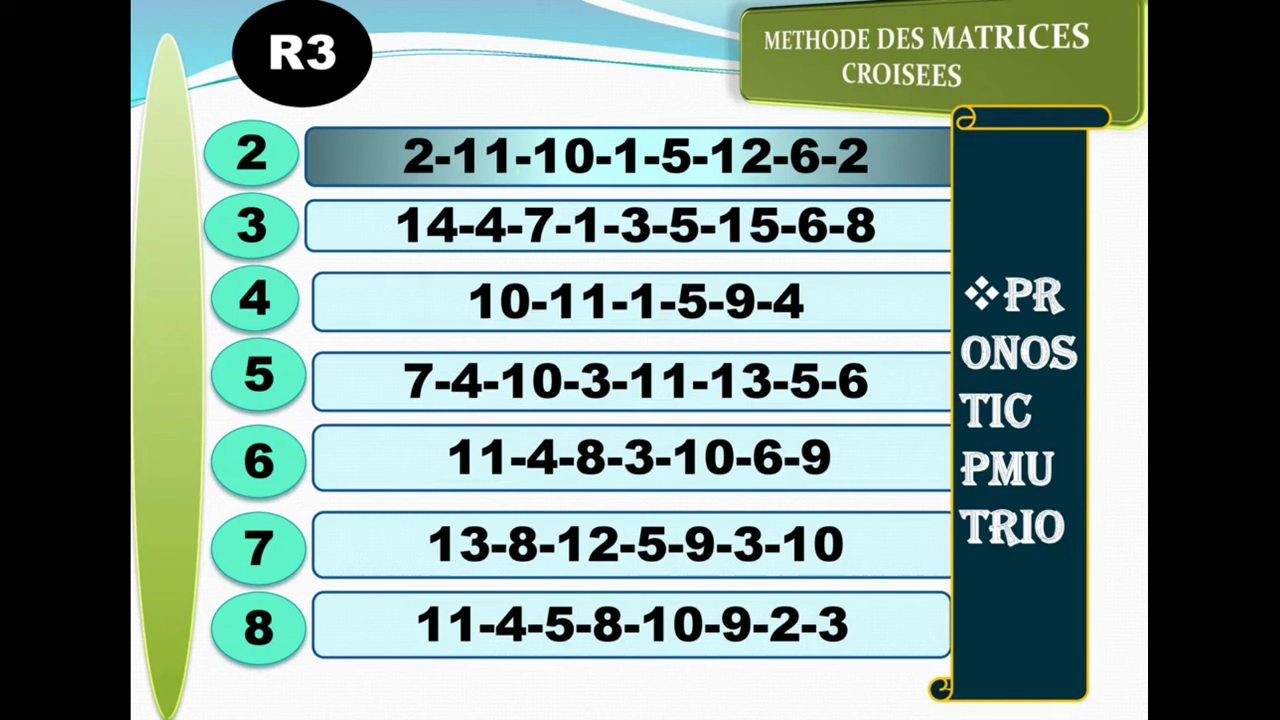 R3
METHODE DES MATRICES
CROISEES
2
2-11-10-1-5-12-6-2
3
14-4-7-1-3-5-15-6-8
4
10-11-1-5-9-4
5
7-4-10-3-11-13-5-6
6
11-4-8-3-10-6-9
7
13-8-12-5-9-3-10
8
11-4-5-8-10-9-2-3
❖PR
ONOS
TIC
PMU
TRIO